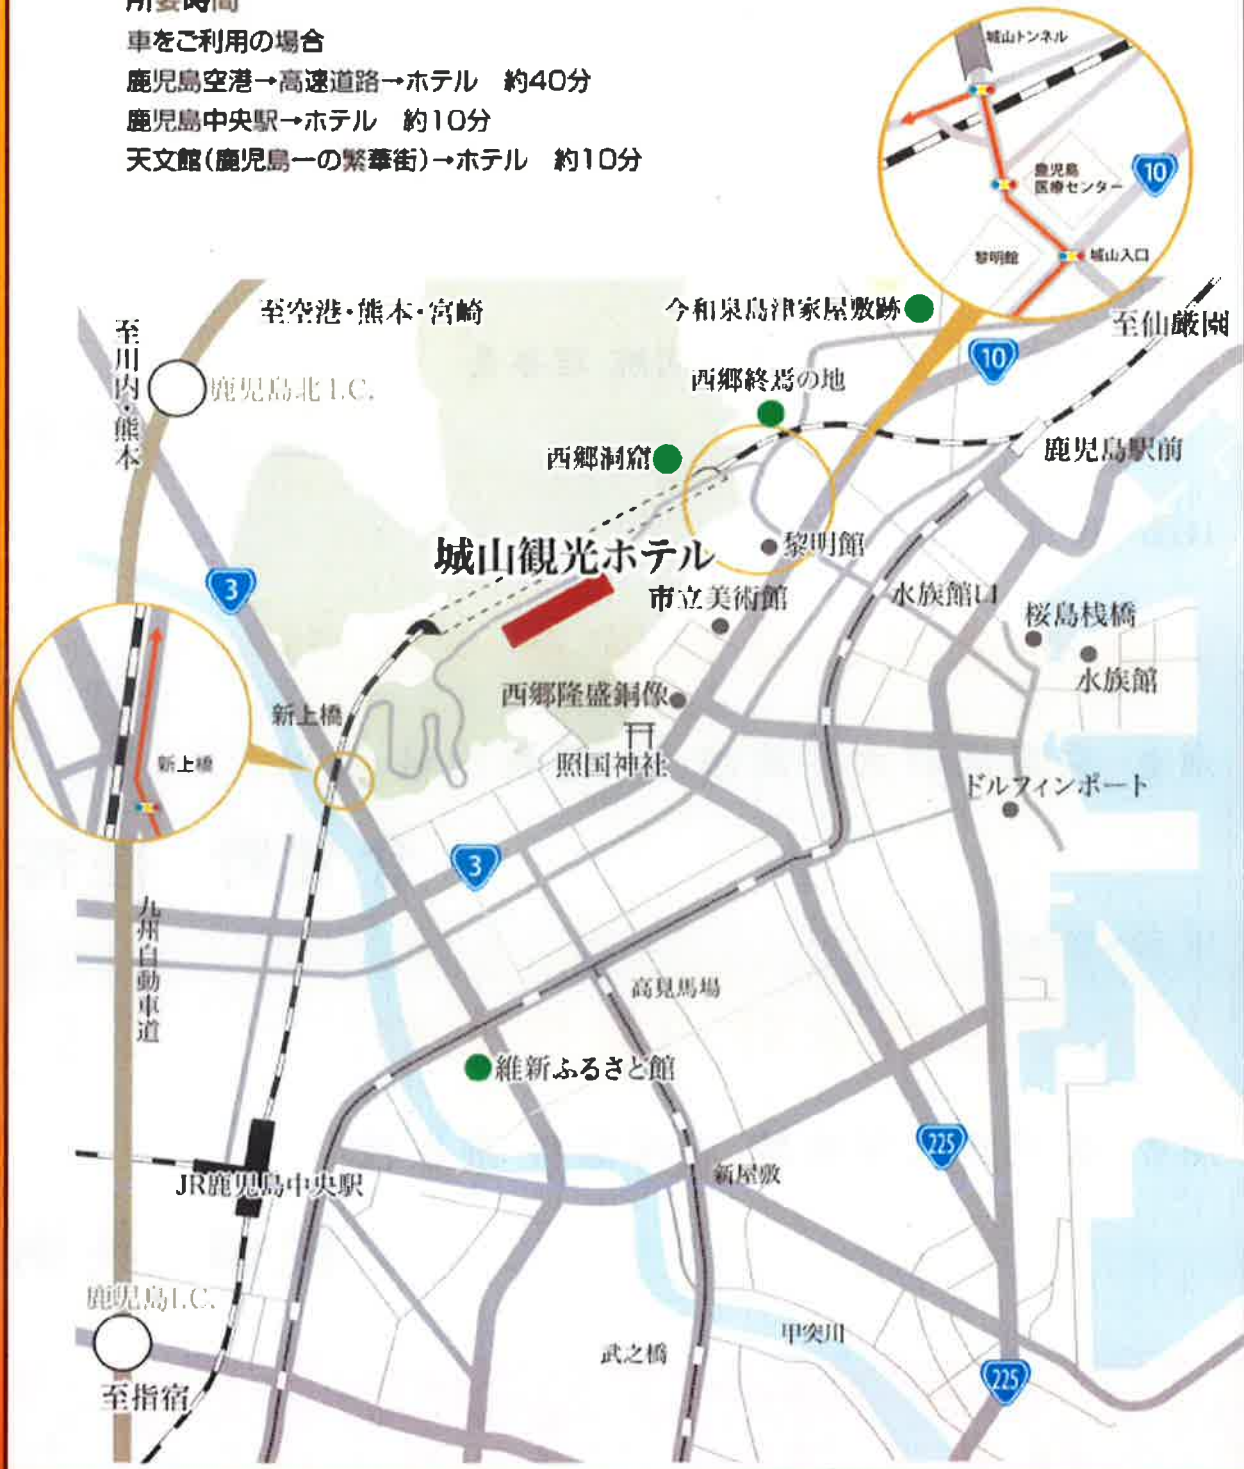 所要時間
車をご利用の場合
鹿児島空港→高速道路→ホテル 約40分
鹿児島中央駅→ホテル 約10分
天文館(鹿児島一の繁華街)→ホテル 約10分
城山トンネル
鹿児島
医療センター
10
黎明館
城山入口
至空港・熊本・宮崎
今和泉島津家屋敷跡
至仙厳園
至川内・熊本
10
鹿児島北I.C.
西郷終焉の地
鹿児島駅前
西郷洞窟
城山観光ホテル
黎明館
3
市立美術館
水族館口
桜島桟橋
水族館
西郷隆盛銅像
新上橋
新上橋
照国神社
ドルフィンポート
3
九州自動車道
高見馬場
維新ふるさと館
225
新屋敷
JR鹿児島中央駅
鹿児島I.C.
甲突川
武之橋
225
至指宿